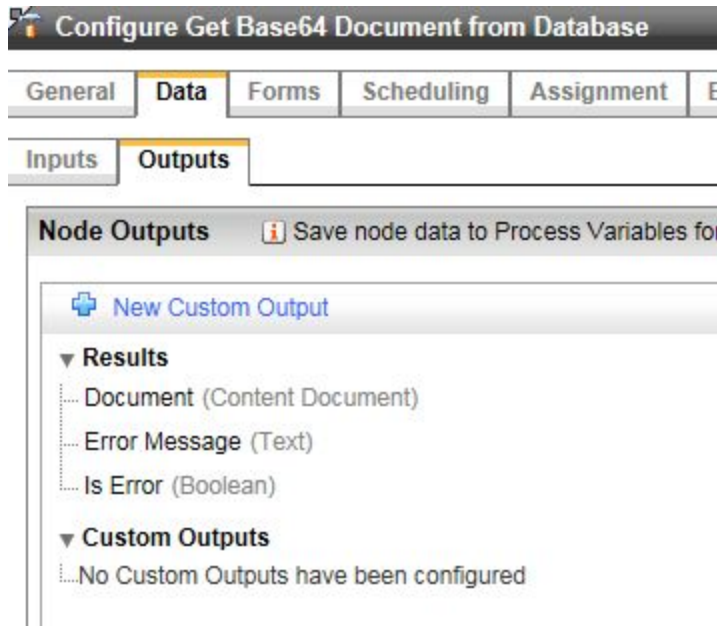 Configure Get Base64 Document from Database
General Data Forms Scheduling Assignment
Inputs Outputs
Node Outputs Save node data to Process Variables for
New Custom Output
Results
Document (Content Document)
Error Message (Text)
Is Error (Boolean)
Custom Outputs
No Custom Outputs have been configured